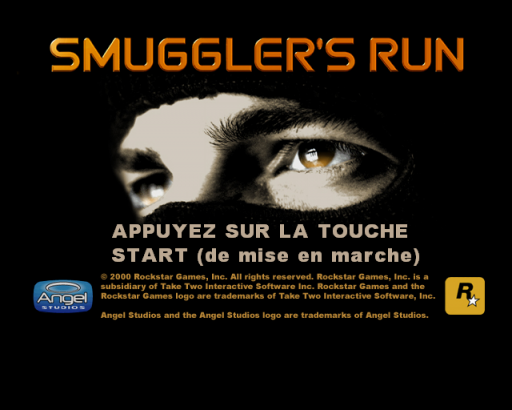 SMUGGLER'S RUN
APPUYEZ SUR LA TOUCHE
START (de mise en marche)
© 2000 Rockstar Games, Inc. All rights reserved. Rockstar Games, Inc. is a
subsidiary of Take Two Interactive Software Inc. Rockstar Games and the
Rockstar Games logo are trademarks of Take Two Interactive Software, Inc.
Angel Studios and the Angel Studios logo are trademarks of Angel Studios.
Angel
STUDIOS
R